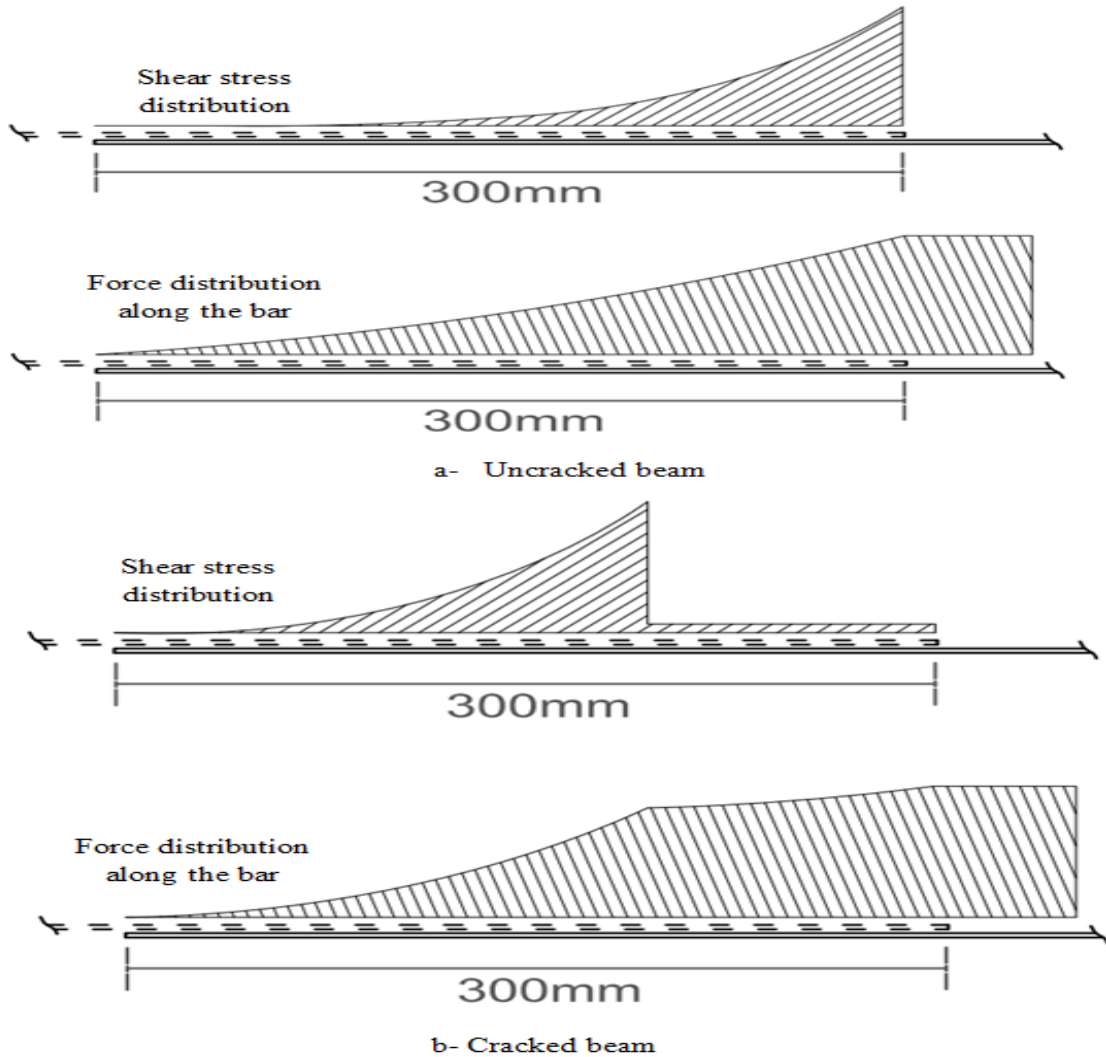 Shear stress
distribution
300mm
Force distribution
along the bar
300mm
a- Uncracked beam
Shear stress
distribution
300mm
Force distribution
along the bar
300mm
b- Cracked beam